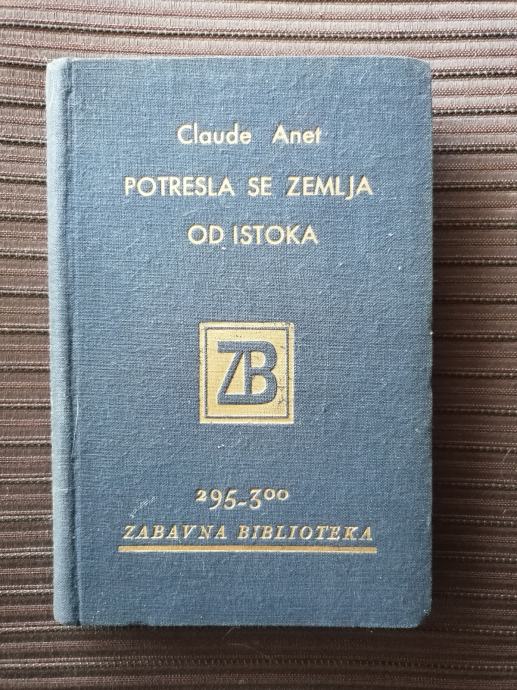 Claude Anet
POTRESLA SE ZEMLJA
OD ISTOKA
ZB
295-300
ZABAVNA BIBLIOTEKA